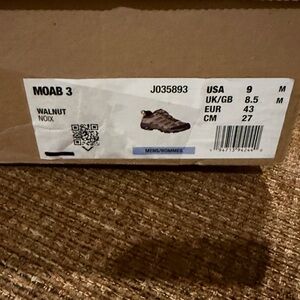 MOAB 3
J035893
USA 9 M
UK/GB 8.5 M
EUR 43
CM 27
WALNUT
NOIX
MENS/HOMMES